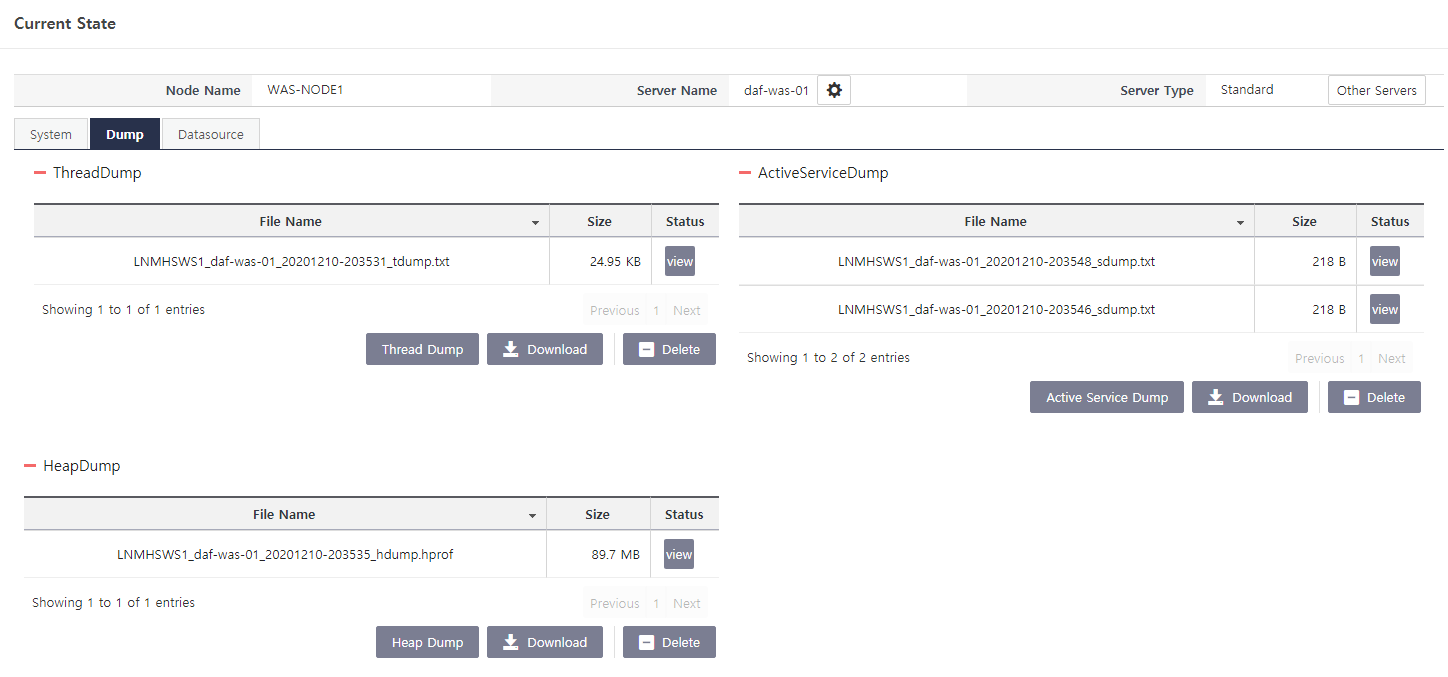 Current State
Node Name WAS-NODE1 Server Name daf-was-01 Server Type Standard Other Servers
System Dump Datasource
ThreadDump
File Name Size Status
LNMHSWS1_daf-was-01_20201210-203531_tdump.txt 24.95 KB view
Showing 1 to 1 of 1 entries Previous 1 Next
Thread Dump Download Delete
ActiveServiceDump
File Name Size Status
LNMHSWS1_daf-was-01_20201210-203548_sdump.txt 218 B view
LNMHSWS1_daf-was-01_20201210-203546_sdump.txt 218 B view
Showing 1 to 2 of 2 entries Previous 1 Next
Active Service Dump Download Delete
HeapDump
File Name Size Status
LNMHSWS1_daf-was-01_20201210-203535_hdump.hprof 89.7 MB view
Showing 1 to 1 of 1 entries Previous 1 Next
Heap Dump Download Delete